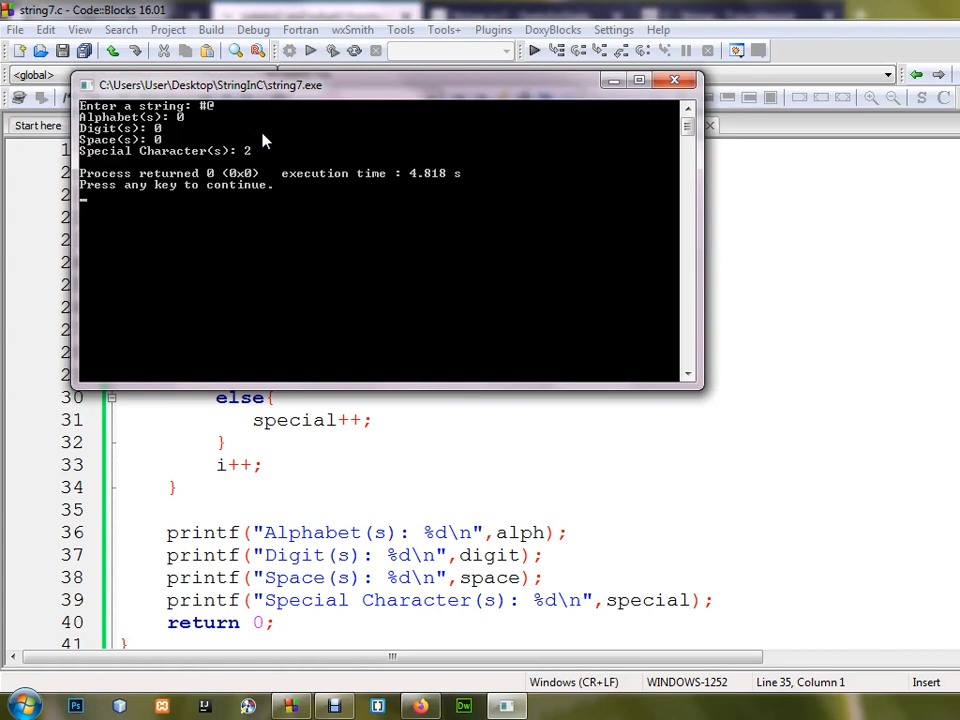 string7.c - Code::Blocks 16.01
File Edit View Search Project Build Debug Fortran wxSmith Tools Tools+ Plugins DoxyBlocks Settings Help
<global>
C:\Users\User\Desktop\StringInC\string7.exe
Start here
Enter a string: #@
Alphabet(s): 0
Digit(s): 0
Space(s): 0
Special Character(s): 2
Process returned 0 (0x0)   execution time : 4.818 s
Press any key to continue.
30 else{
31 special++;
32 }
33 i++;
34 }
35
36 printf("Alphabet(s): %d\n",alph);
37 printf("Digit(s): %d\n",digit);
38 printf("Space(s): %d\n",space);
39 printf("Special Character(s): %d\n",special);
40 return 0;
41 }
Windows (CR+LF) WINDOWS-1252 Line 35, Column 1 Insert
Ps
IJ
Dw